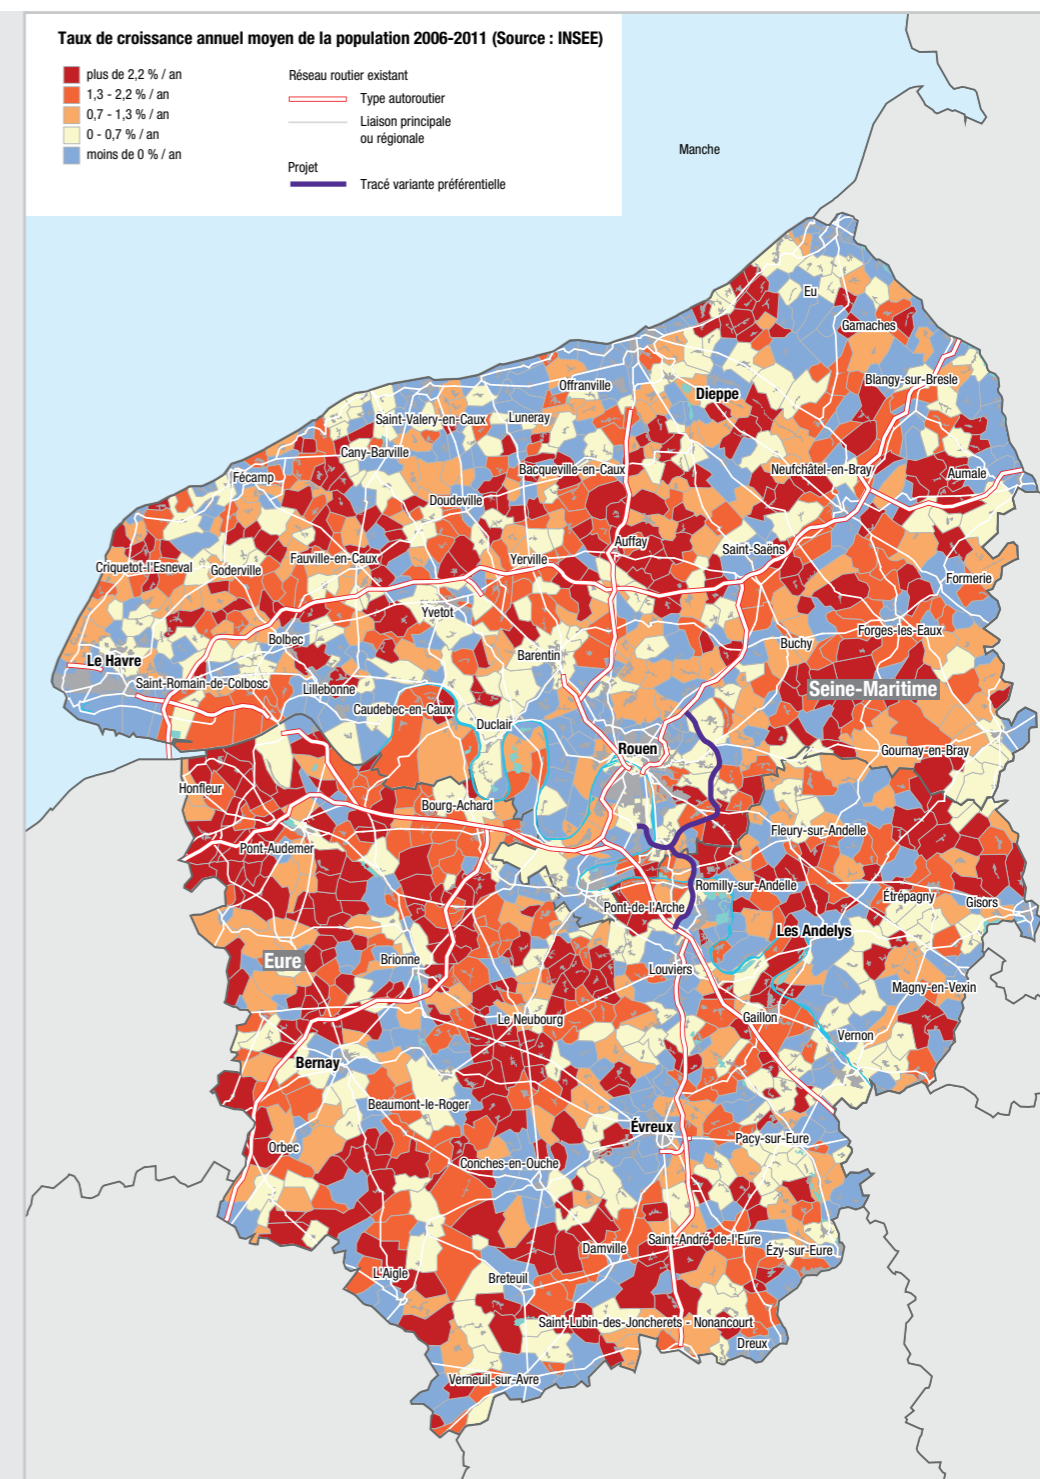 Taux de croissance annuel moyen de la population 2006-2011 (Source : INSEE)
plus de 2,2 % / an
1,3 - 2,2 % / an
0,7 - 1,3 % / an
0 - 0,7 % / an
moins de 0 % / an
Réseau routier existant
Type autoroutier
Liaison principale
ou régionale
Projet
Tracé variante préférentielle
Manche
Eu
Gamaches
Blangy-sur-Bresle
Offranville
Dieppe
Saint-Valery-en-Caux
Luneray
Cany-Barville
Bacqueville-en-Caux
Neufchâtel-en-Bray
Aumale
Fécamp
Doudeville
Auffay
Saint-Saëns
Criquetot-l'Esneval
Goderville
Fauville-en-Caux
Yerville
Formerie
Yvetot
Bolbec
Barentin
Buchy
Forges-les-Eaux
Le Havre
Saint-Romain-de-Colbosc
Lillebonne
Seine-Maritime
Caudebec-en-Caux
Duclair
Rouen
Gournay-en-Bray
Honfleur
Bourg-Achard
Fleury-sur-Andelle
Pont-Audemer
Romilly-sur-Andelle
Étrépagny
Gisors
Pont-de-l'Arche
Les Andelys
Eure
Brionne
Louviers
Magny-en-Vexin
Le Neubourg
Gaillon
Vernon
Bernay
Beaumont-le-Roger
Évreux
Pacy-sur-Eure
Orbec
Conches-en-Ouche
Damville
Saint-André-de-l'Eure
Ézy-sur-Eure
L'Aigle
Breteuil
Saint-Lubin-des-Joncherets - Nonancourt
Dreux
Verneuil-sur-Avre